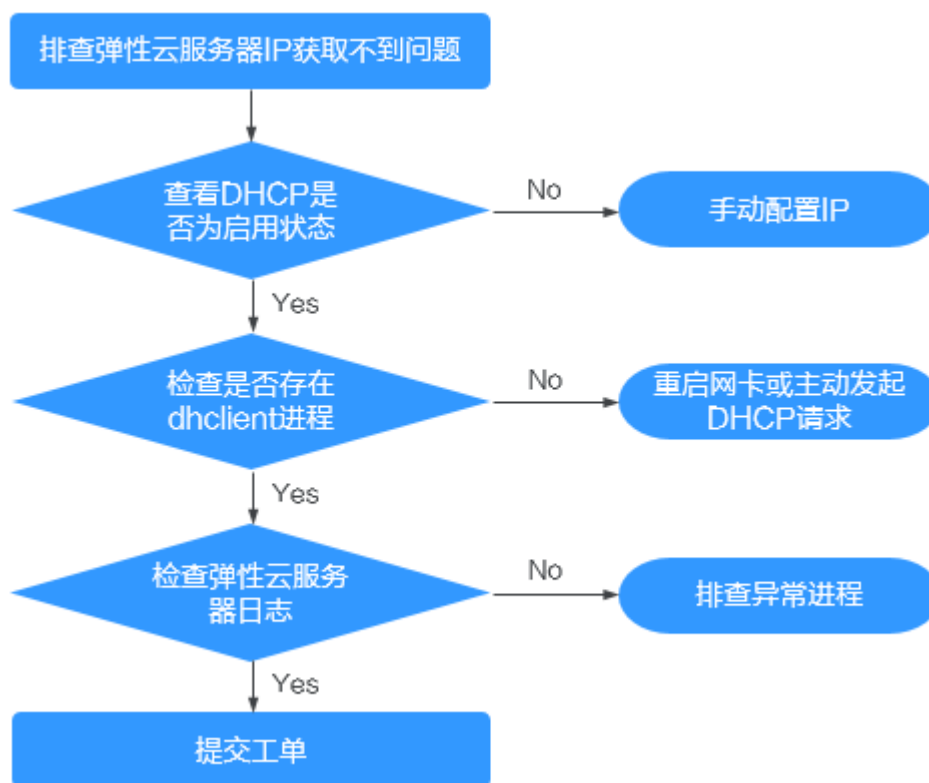 排查弹性云服务器IP获取不到问题
查看DHCP是
否为启用状态
No
手动配置IP
Yes
检查是否存在
dhclient进程
No
重启网卡或主动发起
DHCP请求
Yes
检查弹性云服务
器日志
No
排查异常进程
Yes
提交工单